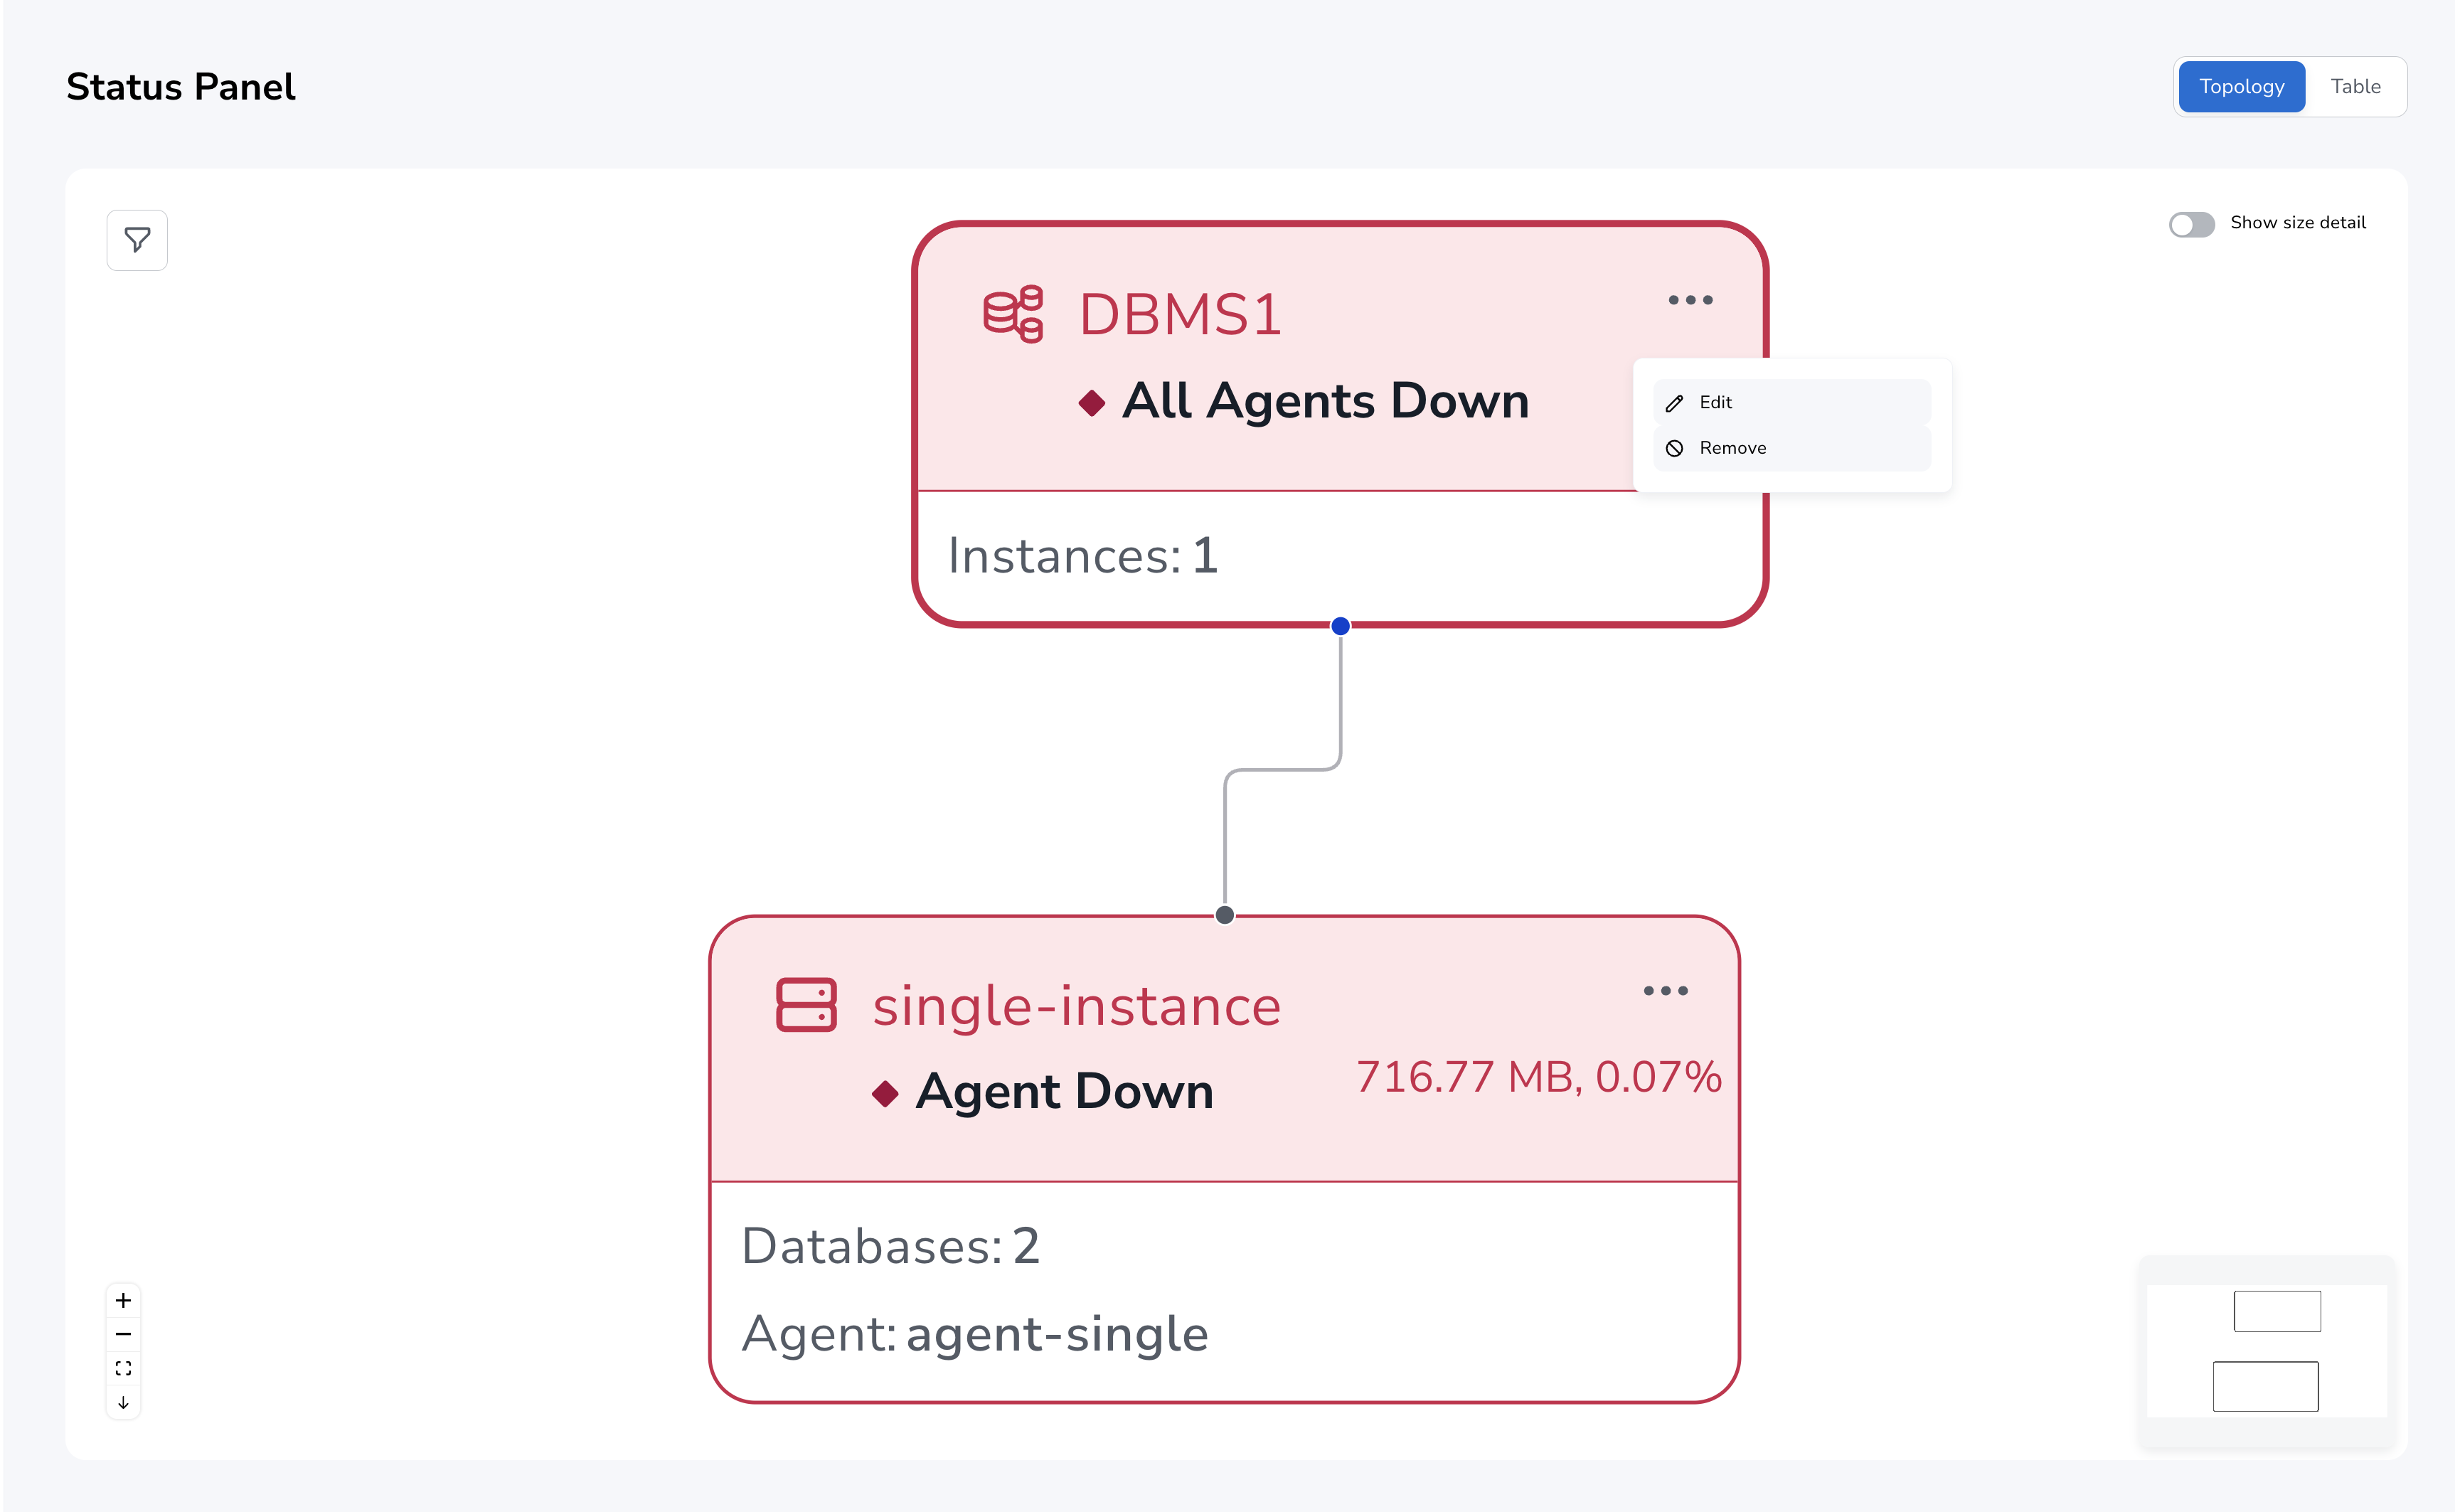 Status Panel
Topology
Table
Show size detail
DBMS1
All Agents Down
Edit
Remove
Instances: 1
single-instance
Agent Down
716.77 MB, 0.07%
Databases: 2
Agent: agent-single